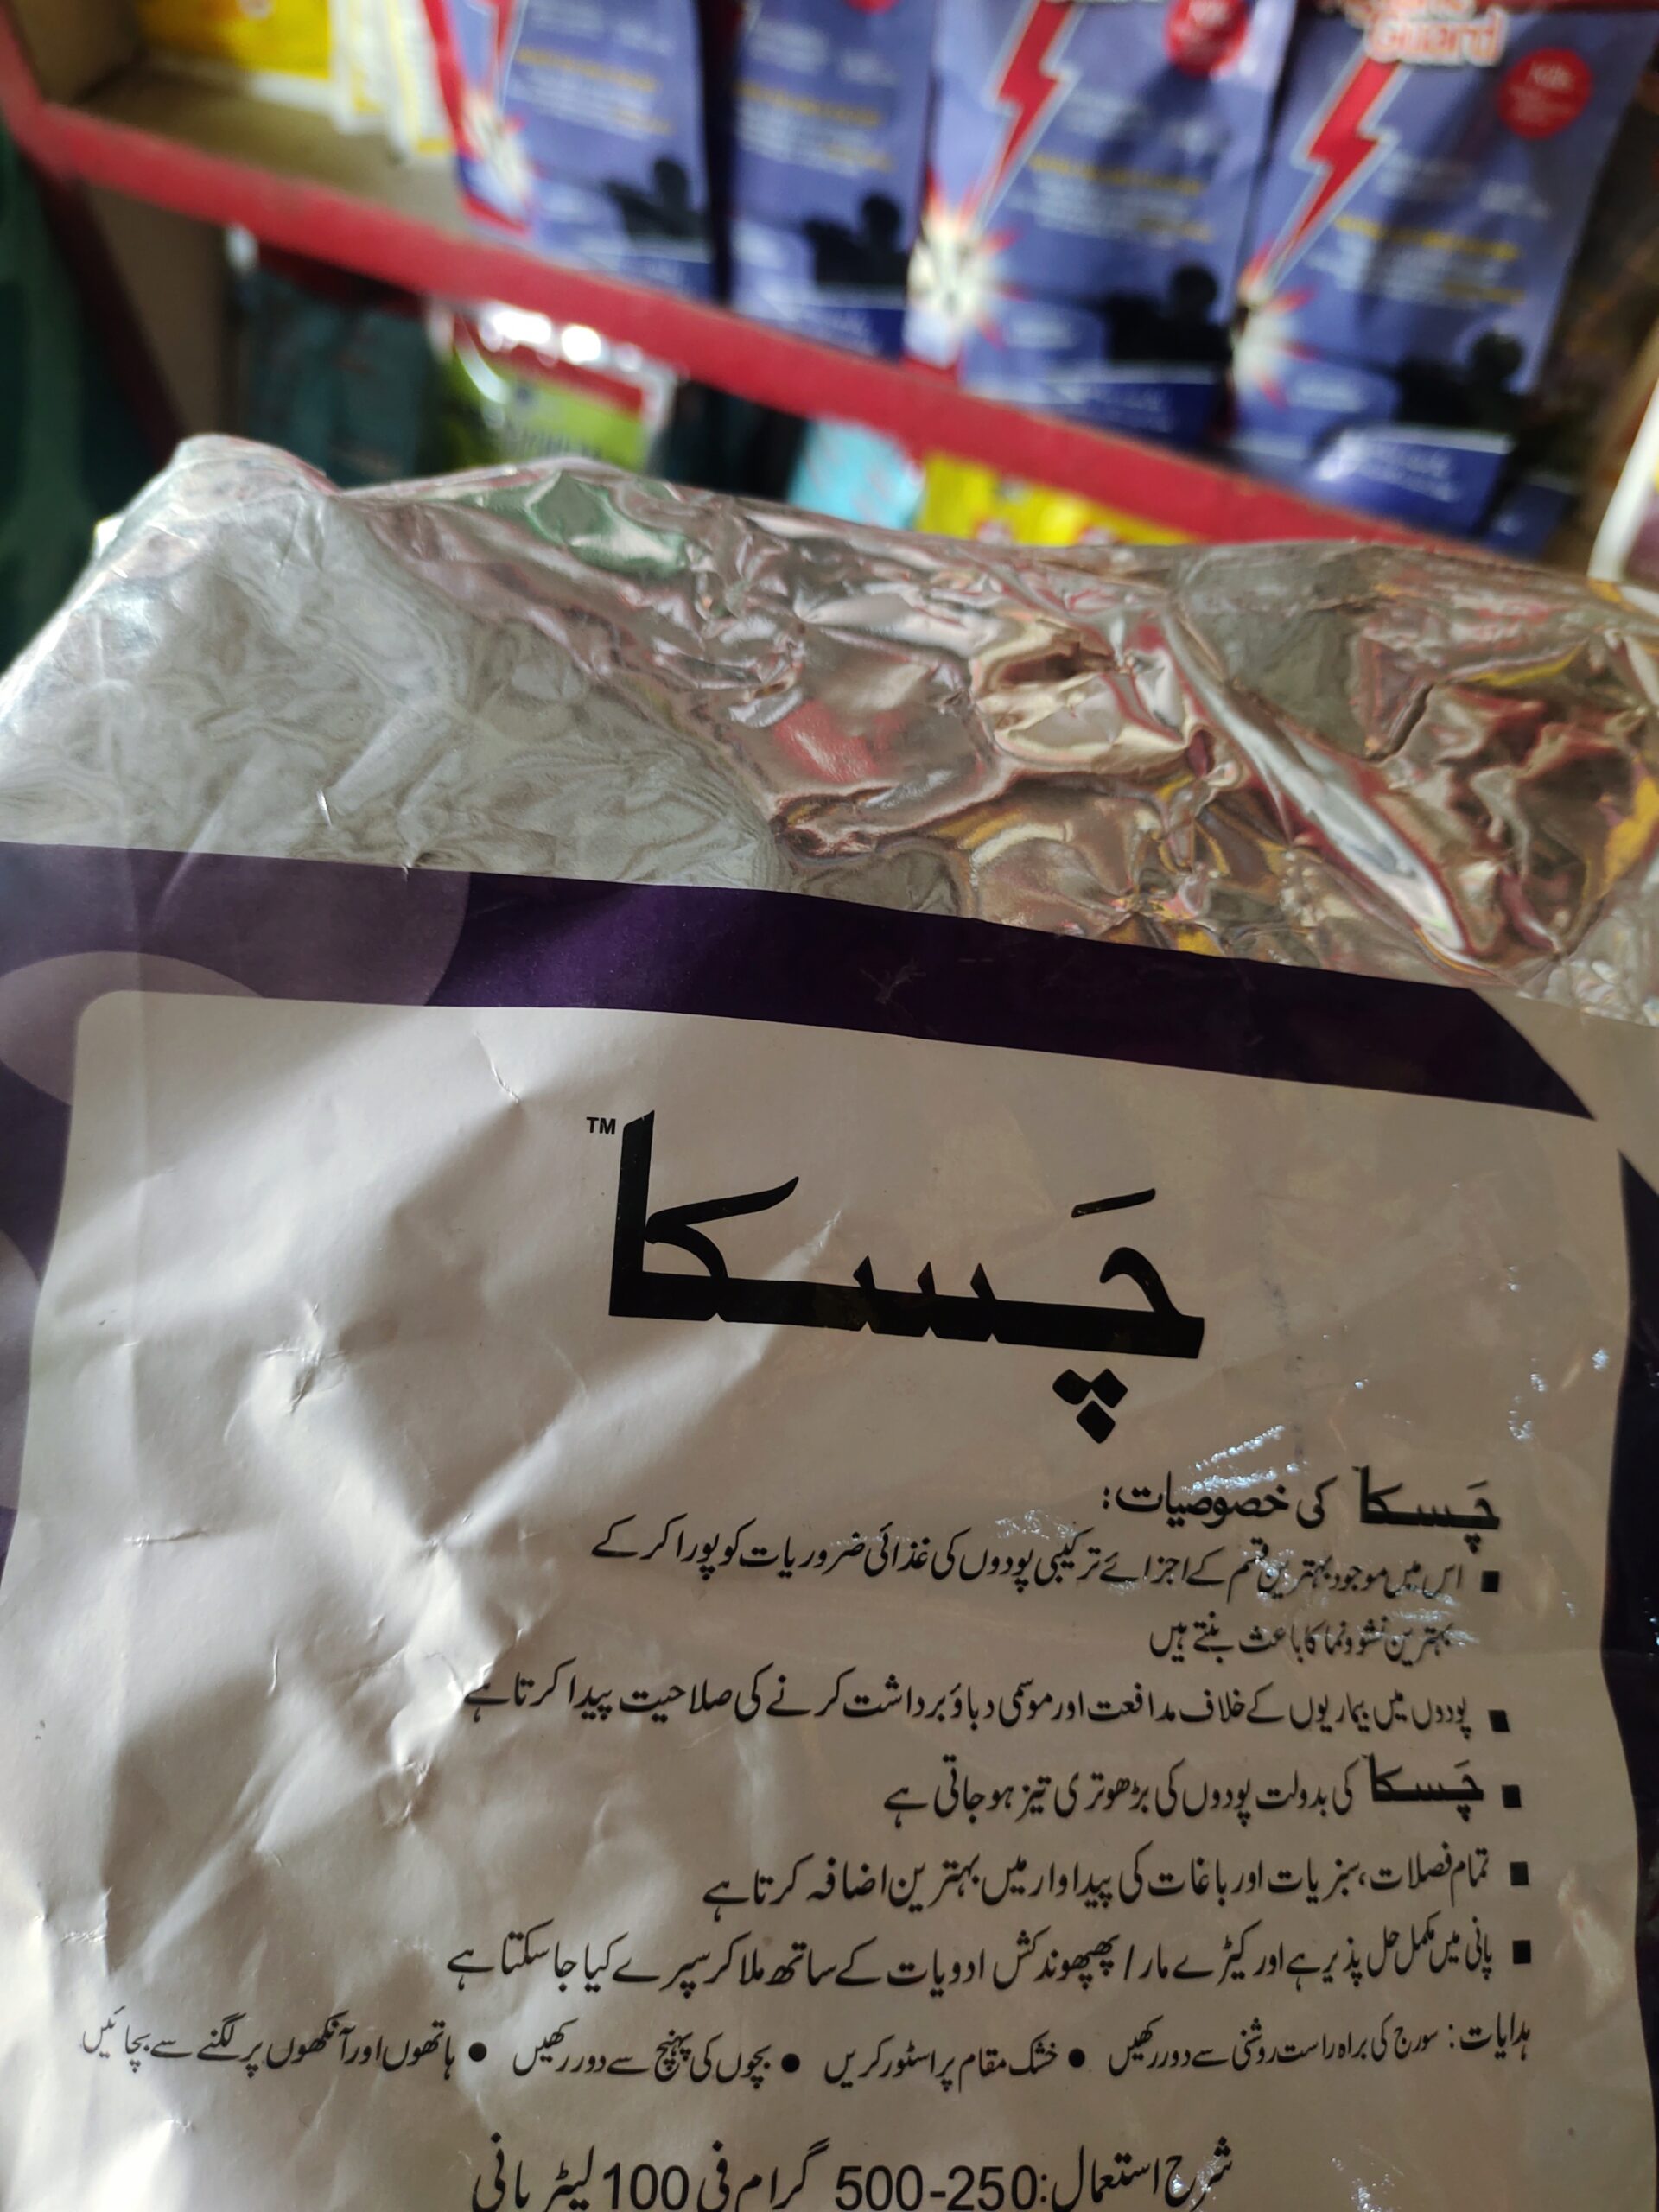 Guard
Kills
چَسکا™
چَسکا کی خصوصیات:
■ اس میں موجود بہترین قسم کے اجزائے ترکیبی پودوں کی غذائی ضروریات کو پورا کر کے
بہترین نشوونما کا باعث بنتے ہیں
■ پودوں میں بیماریوں کے خلاف مدافعت اور موسمی دباؤ برداشت کرنے کی صلاحیت پیدا کرتا ہے
■ چَسکا کی بدولت پودوں کی بڑھوتری تیز ہو جاتی ہے
■ تمام فصلات، سبزیات اور باغات کی پیداوار میں بہترین اضافہ کرتا ہے
■ پانی میں مکمل حل پذیر ہے اور کیڑے مار/ پھپھوندکش ادویات کے ساتھ ملا کر سپرے کیا جا سکتا ہے
ہدایات: سورج کی براہ راست روشنی سے دور رکھیں ● خشک مقام پر اسٹور کریں ● بچوں کی پہنچ سے دور رکھیں ● ہاتھوں اور آنکھوں پر لگنے سے بچائیں
شرح استعمال: 250-500 گرام فی 100 لیٹر پانی